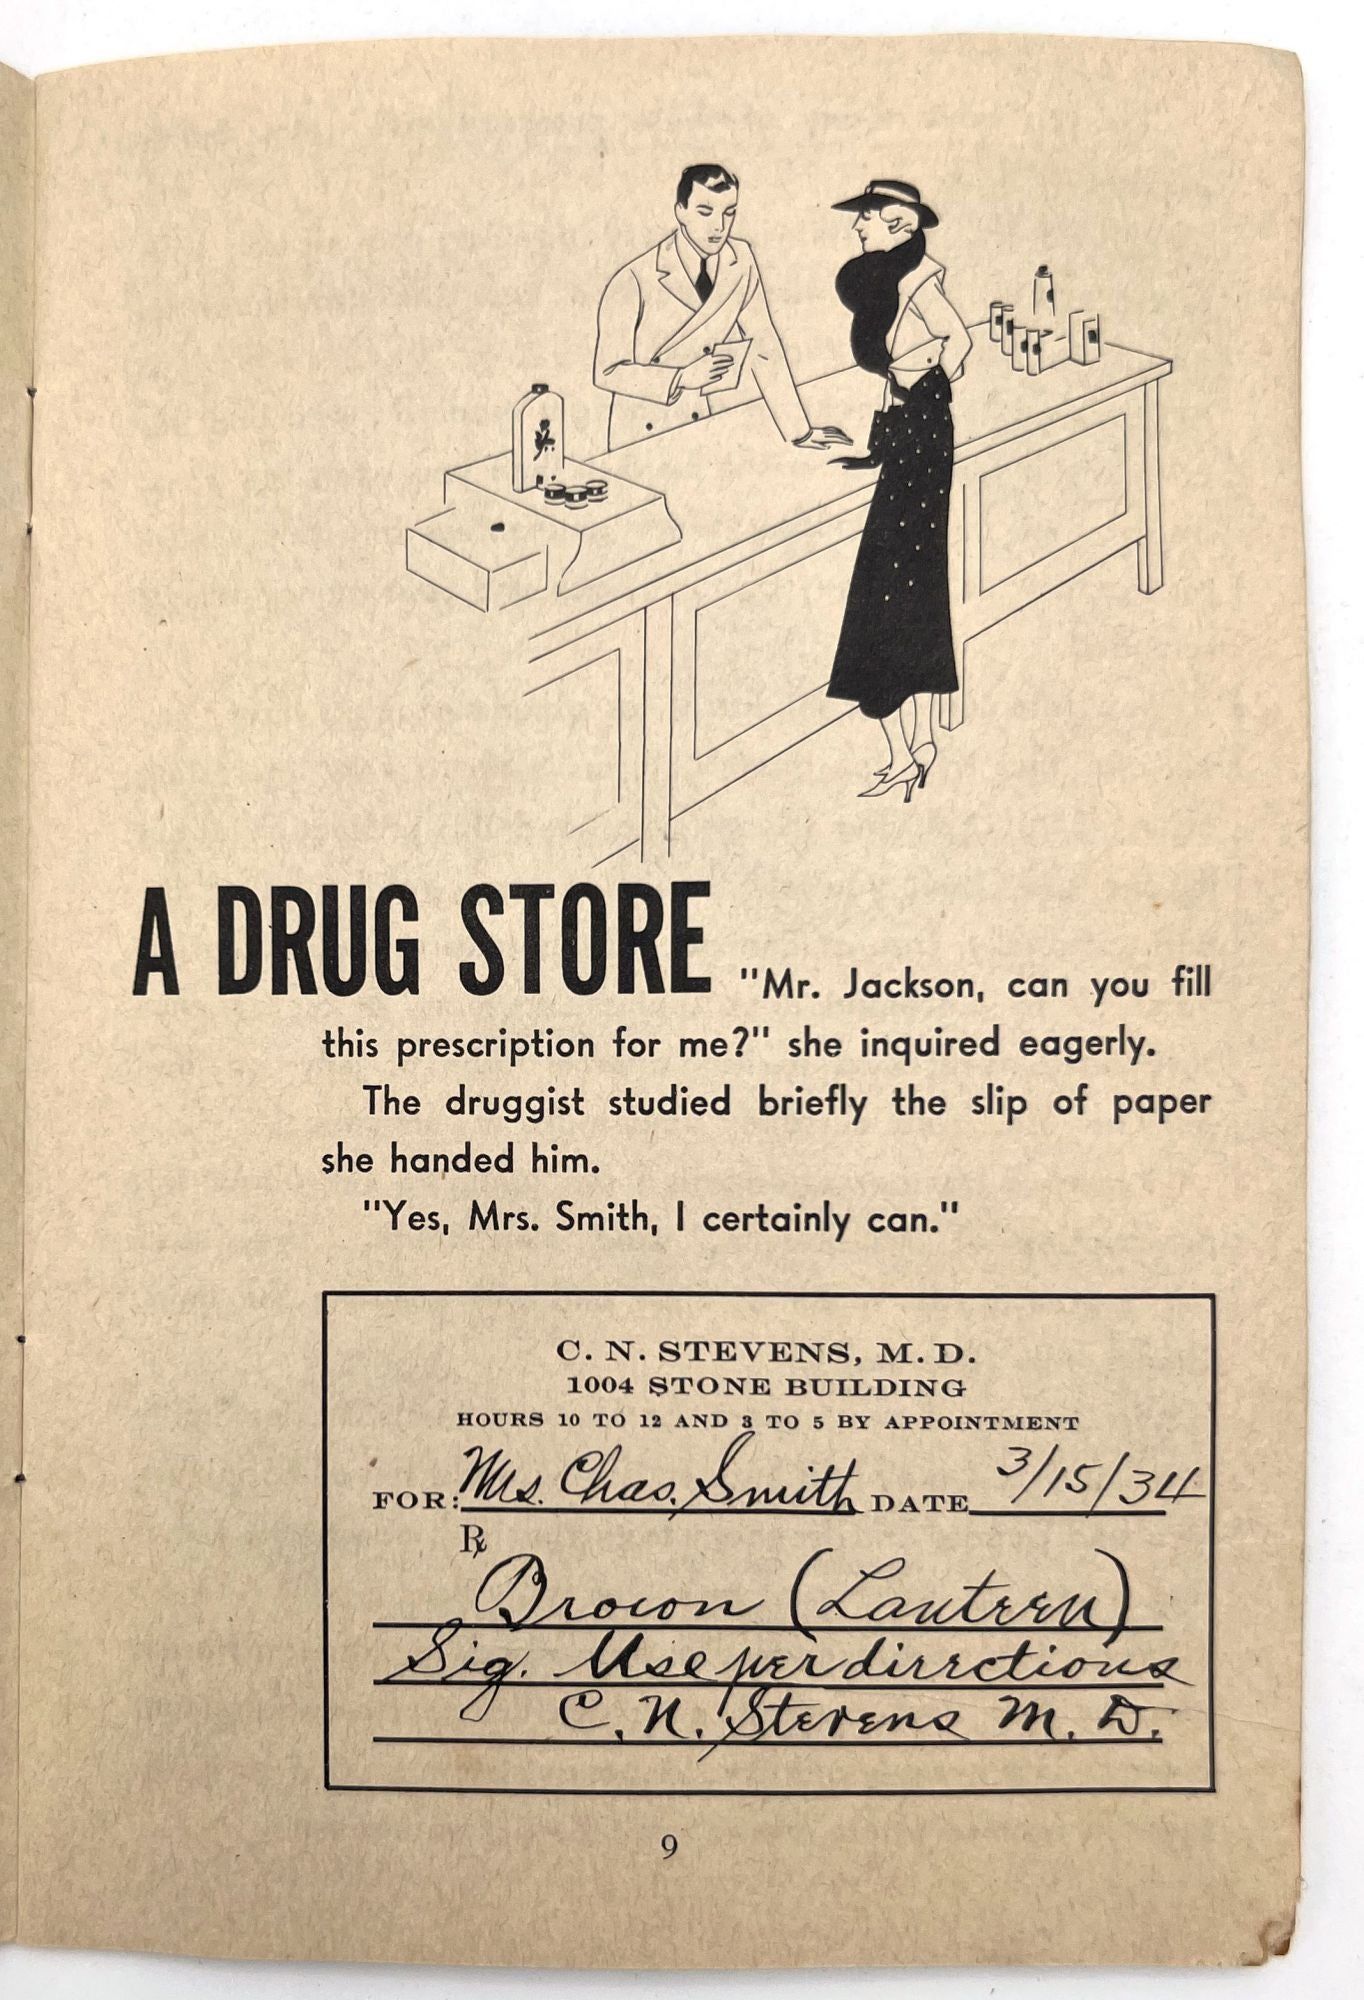 A DRUG STORE "Mr. Jackson, can you fill
this prescription for me?" she inquired eagerly.
The druggist studied briefly the slip of paper
she handed him.
"Yes, Mrs. Smith, I certainly can."
C. N. STEVENS, M. D.
1004 STONE BUILDING
HOURS 10 TO 12 AND 3 TO 5 BY APPOINTMENT
FOR: Mrs. Chas. Smith DATE 3/15/34
℞
Brown (Lanteen)
Sig. Use per directions
C. N. Stevens M. D.
9